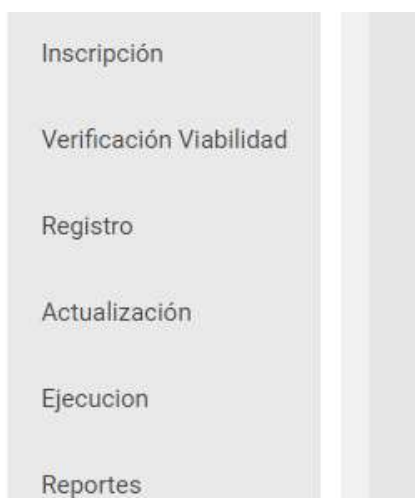 Inscripción
Verificación Viabilidad
Registro
Actualización
Ejecucion
Reportes